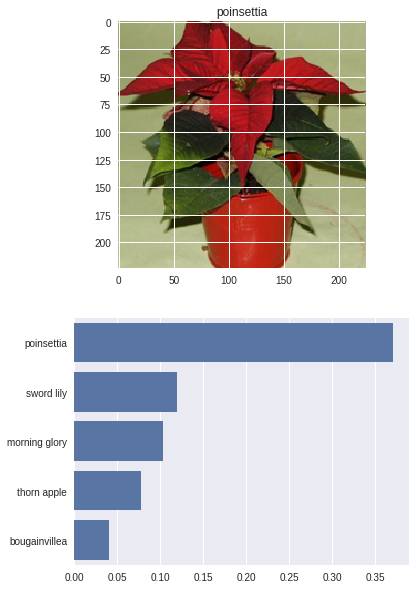 poinsettia
0
25
50
75
100
125
150
175
200
0 50 100 150 200
poinsettia
sword lily
morning glory
thorn apple
bougainvillea
0.00 0.05 0.10 0.15 0.20 0.25 0.30 0.35